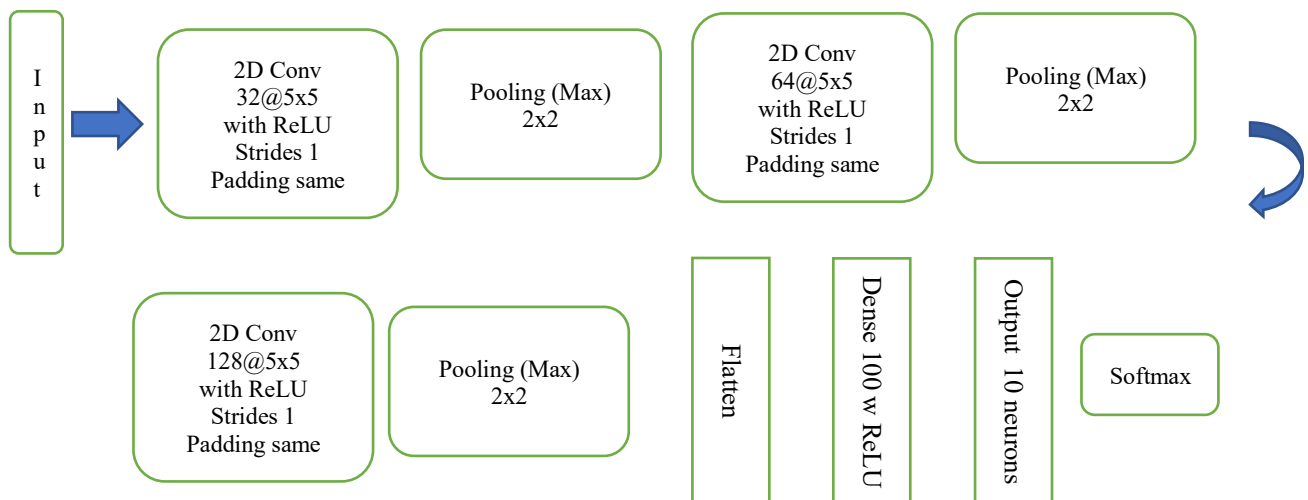 Input
2D Conv
32@5x5
with ReLU
Strides 1
Padding same
Pooling (Max)
2x2
2D Conv
64@5x5
with ReLU
Strides 1
Padding same
Pooling (Max)
2x2
2D Conv
128@5x5
with ReLU
Strides 1
Padding same
Pooling (Max)
2x2
Flatten
Dense 100 w ReLU
Output 10 neurons
Softmax